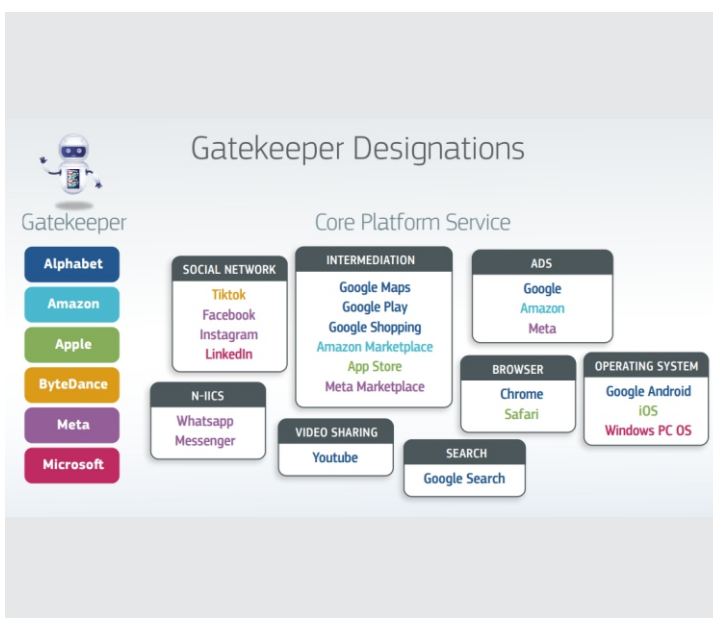 Gatekeeper Designations
Gatekeeper
Alphabet
Amazon
Apple
ByteDance
Meta
Microsoft
Core Platform Service
SOCIAL NETWORK
Tiktok
Facebook
Instagram
LinkedIn
INTERMEDIATION
Google Maps
Google Play
Google Shopping
Amazon Marketplace
App Store
Meta Marketplace
ADS
Google
Amazon
Meta
N-IICS
Whatsapp
Messenger
VIDEO SHARING
Youtube
BROWSER
Chrome
Safari
OPERATING SYSTEM
Google Android
iOS
Windows PC OS
SEARCH
Google Search